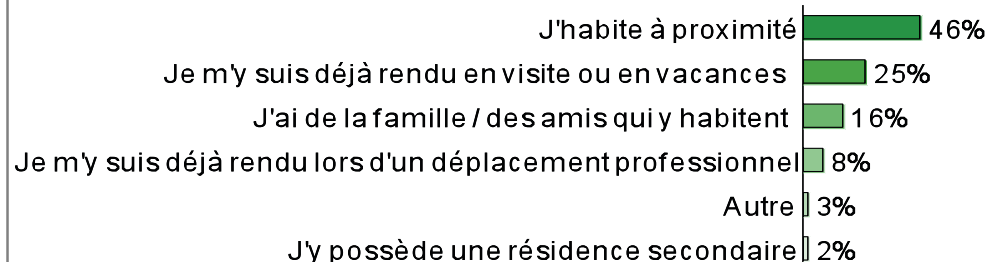 J'habite à proximité 46%
Je m'y suis déjà rendu en visite ou en vacances 25%
J'ai de la famille / des amis qui y habitent 16%
Je m'y suis déjà rendu lors d'un déplacement professionnel 8%
Autre 3%
J'y possède une résidence secondaire 2%